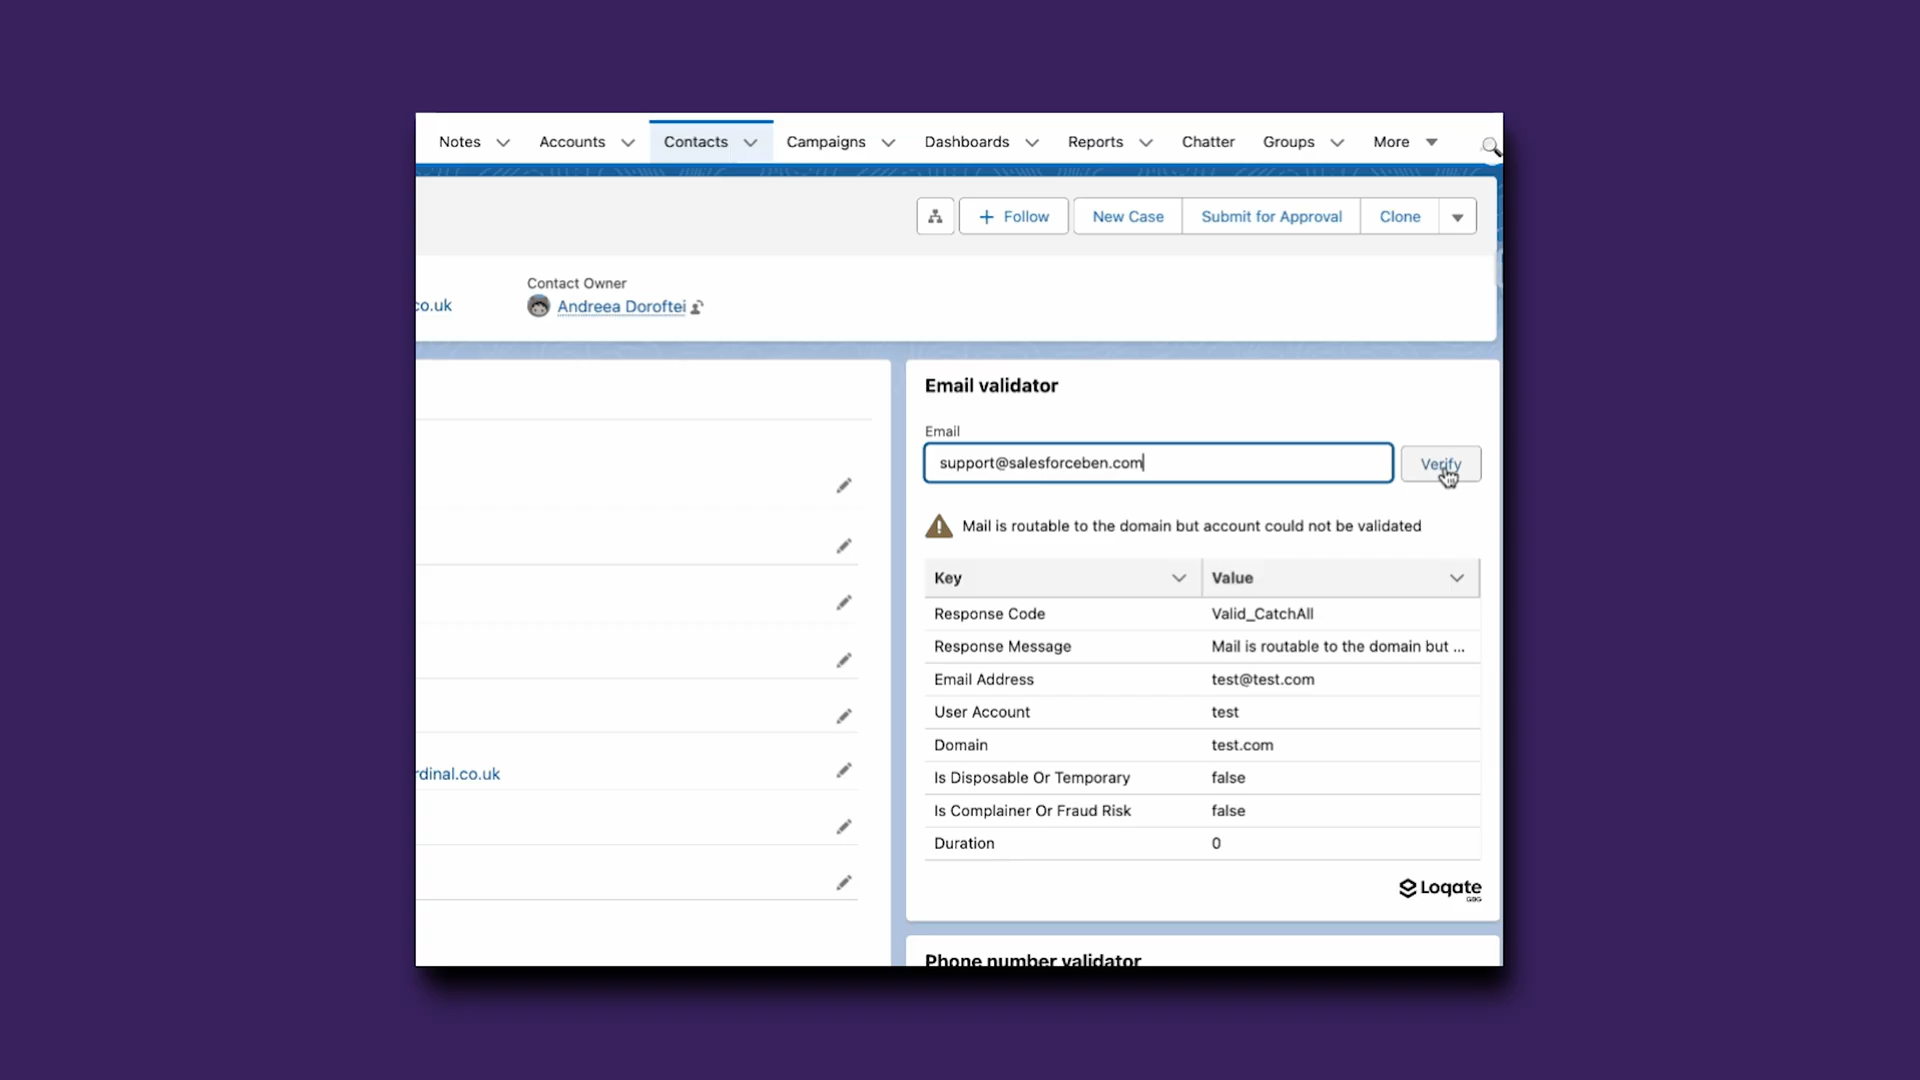 Notes Accounts Contacts Campaigns Dashboards Reports Chatter Groups More
Follow New Case Submit for Approval Clone
Contact Owner
co.uk Andreea Doroftei
Email validator
Email
support@salesforceben.com Verify
Mail is routable to the domain but account could not be validated
Key Value
Response Code Valid_CatchAll
Response Message Mail is routable to the domain but ...
Email Address test@test.com
User Account test
Domain test.com
rdinal.co.uk
Is Disposable Or Temporary false
Is Complainer Or Fraud Risk false
Duration 0
Loqate
GBG
Phone number validator